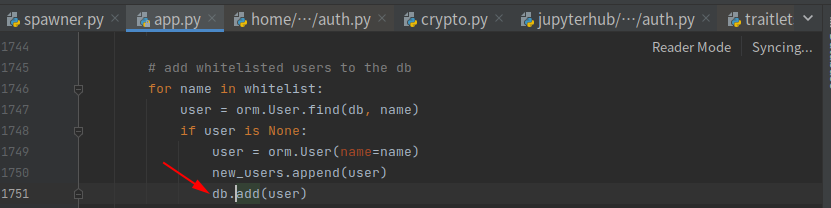 spawner.py × app.py × home/…/auth.py × crypto.py × jupyterhub/…/auth.py × traitlet
1744 Reader Mode Syncing...
1745 # add whitelisted users to the db
1746 for name in whitelist:
1747 user = orm.User.find(db, name)
1748 if user is None:
1749 user = orm.User(name=name)
1750 new_users.append(user)
1751 db.add(user)